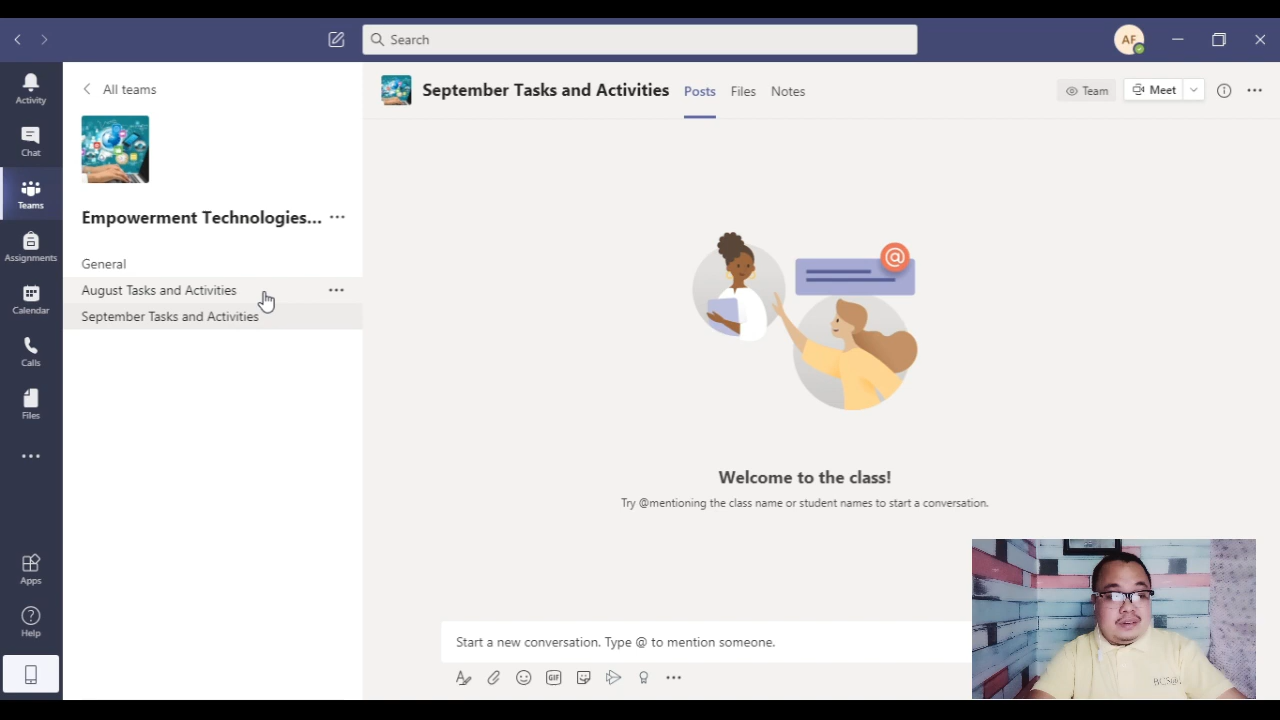 Search
AF
Activity
Chat
Teams
Assignments
Calendar
Calls
Files
Apps
Help
All teams
Empowerment Technologies...
General
August Tasks and Activities
September Tasks and Activities
September Tasks and Activities
Posts
Files
Notes
Team
Meet
@
Welcome to the class!
Try @mentioning the class name or student names to start a conversation.
Start a new conversation. Type @ to mention someone.
GIF